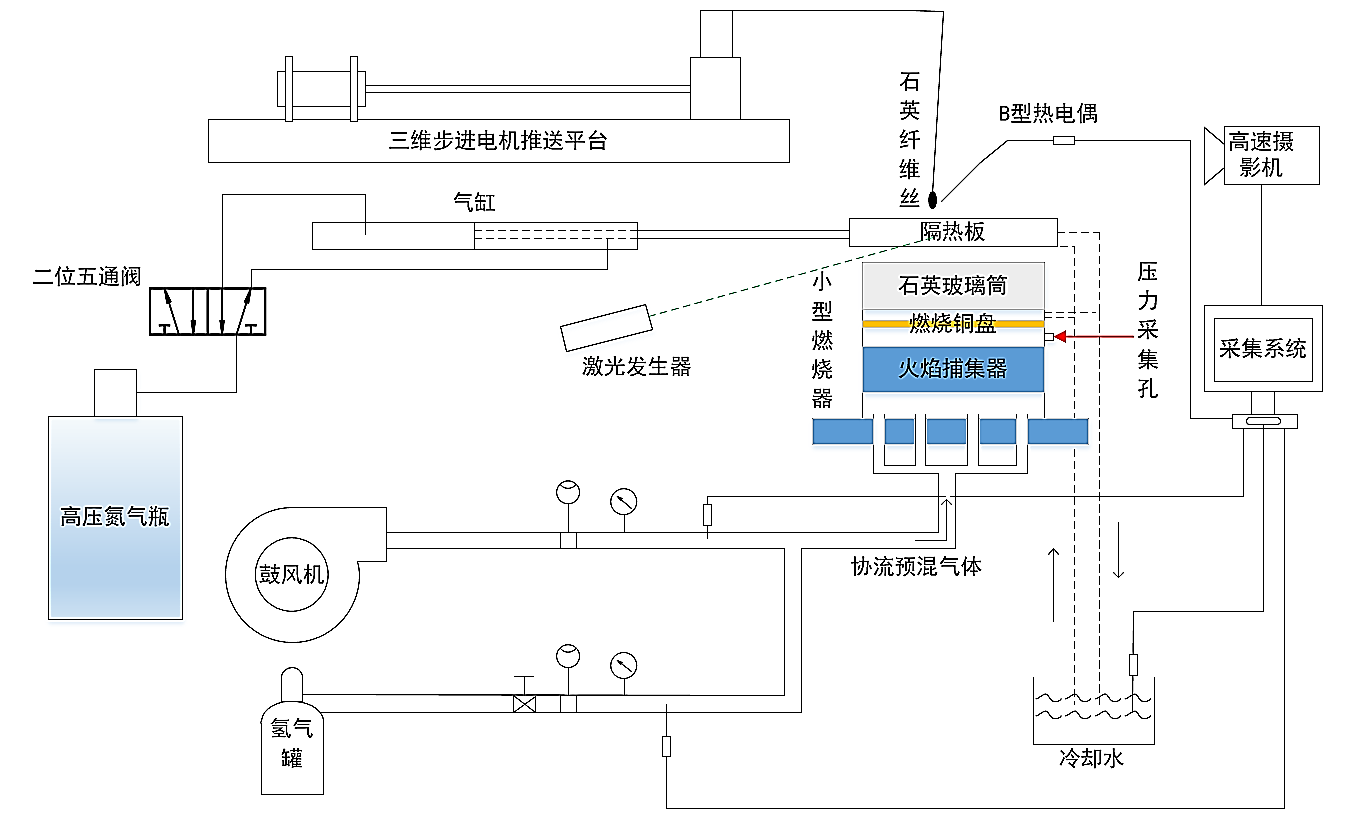 三维步进电机推送平台
石英纤维丝
B型热电偶
高速摄
影机
气缸
隔热板
二位五通阀
小型燃烧器
石英玻璃筒
压力采集孔
燃烧铜盘
采集系统
激光发生器
火焰捕集器
高压氮气瓶
鼓风机
协流预混气体
氢气
罐
冷却水